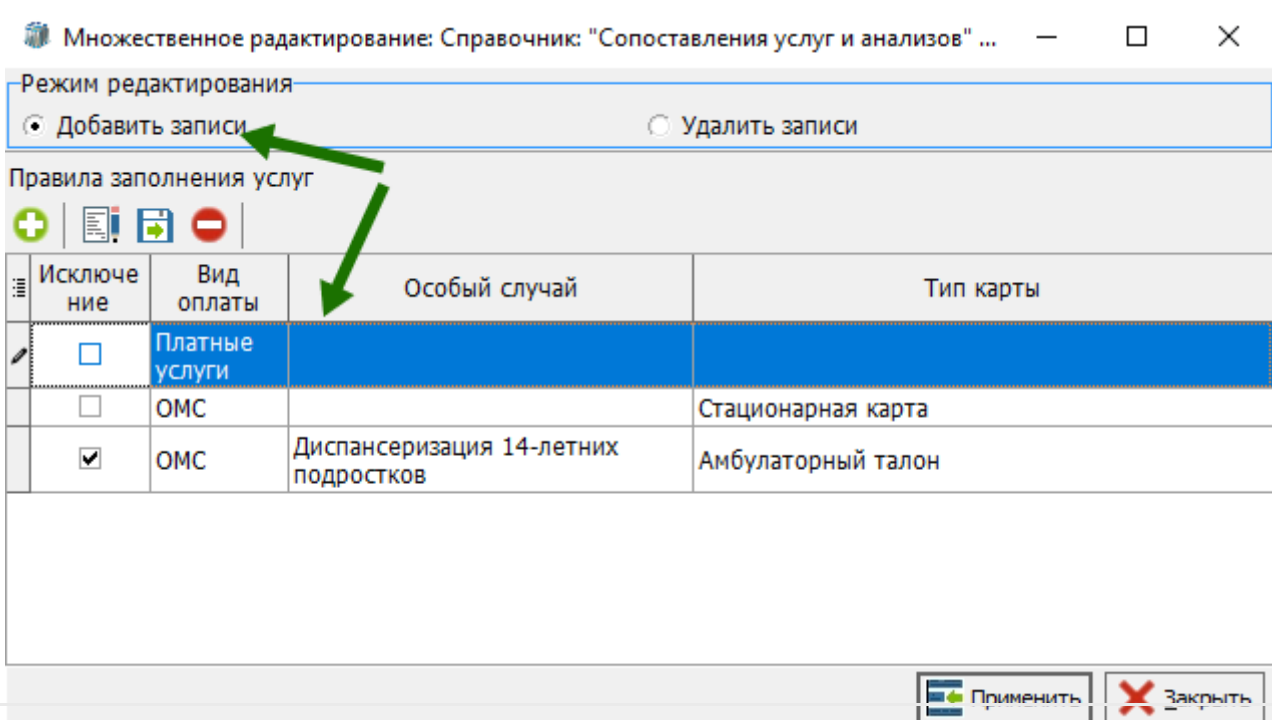 Множественное радактирование: Справочник: "Сопоставления услуг и анализов" ...
Режим редактирования
Добавить записи
Удалить записи
Правила заполнения услуг
Исключе
ние
Вид
оплаты
Особый случай
Тип карты
Платные
услуги
ОМС
Стационарная карта
ОМС
Диспансеризация 14-летних
подростков
Амбулаторный талон
Применить
Закрыть